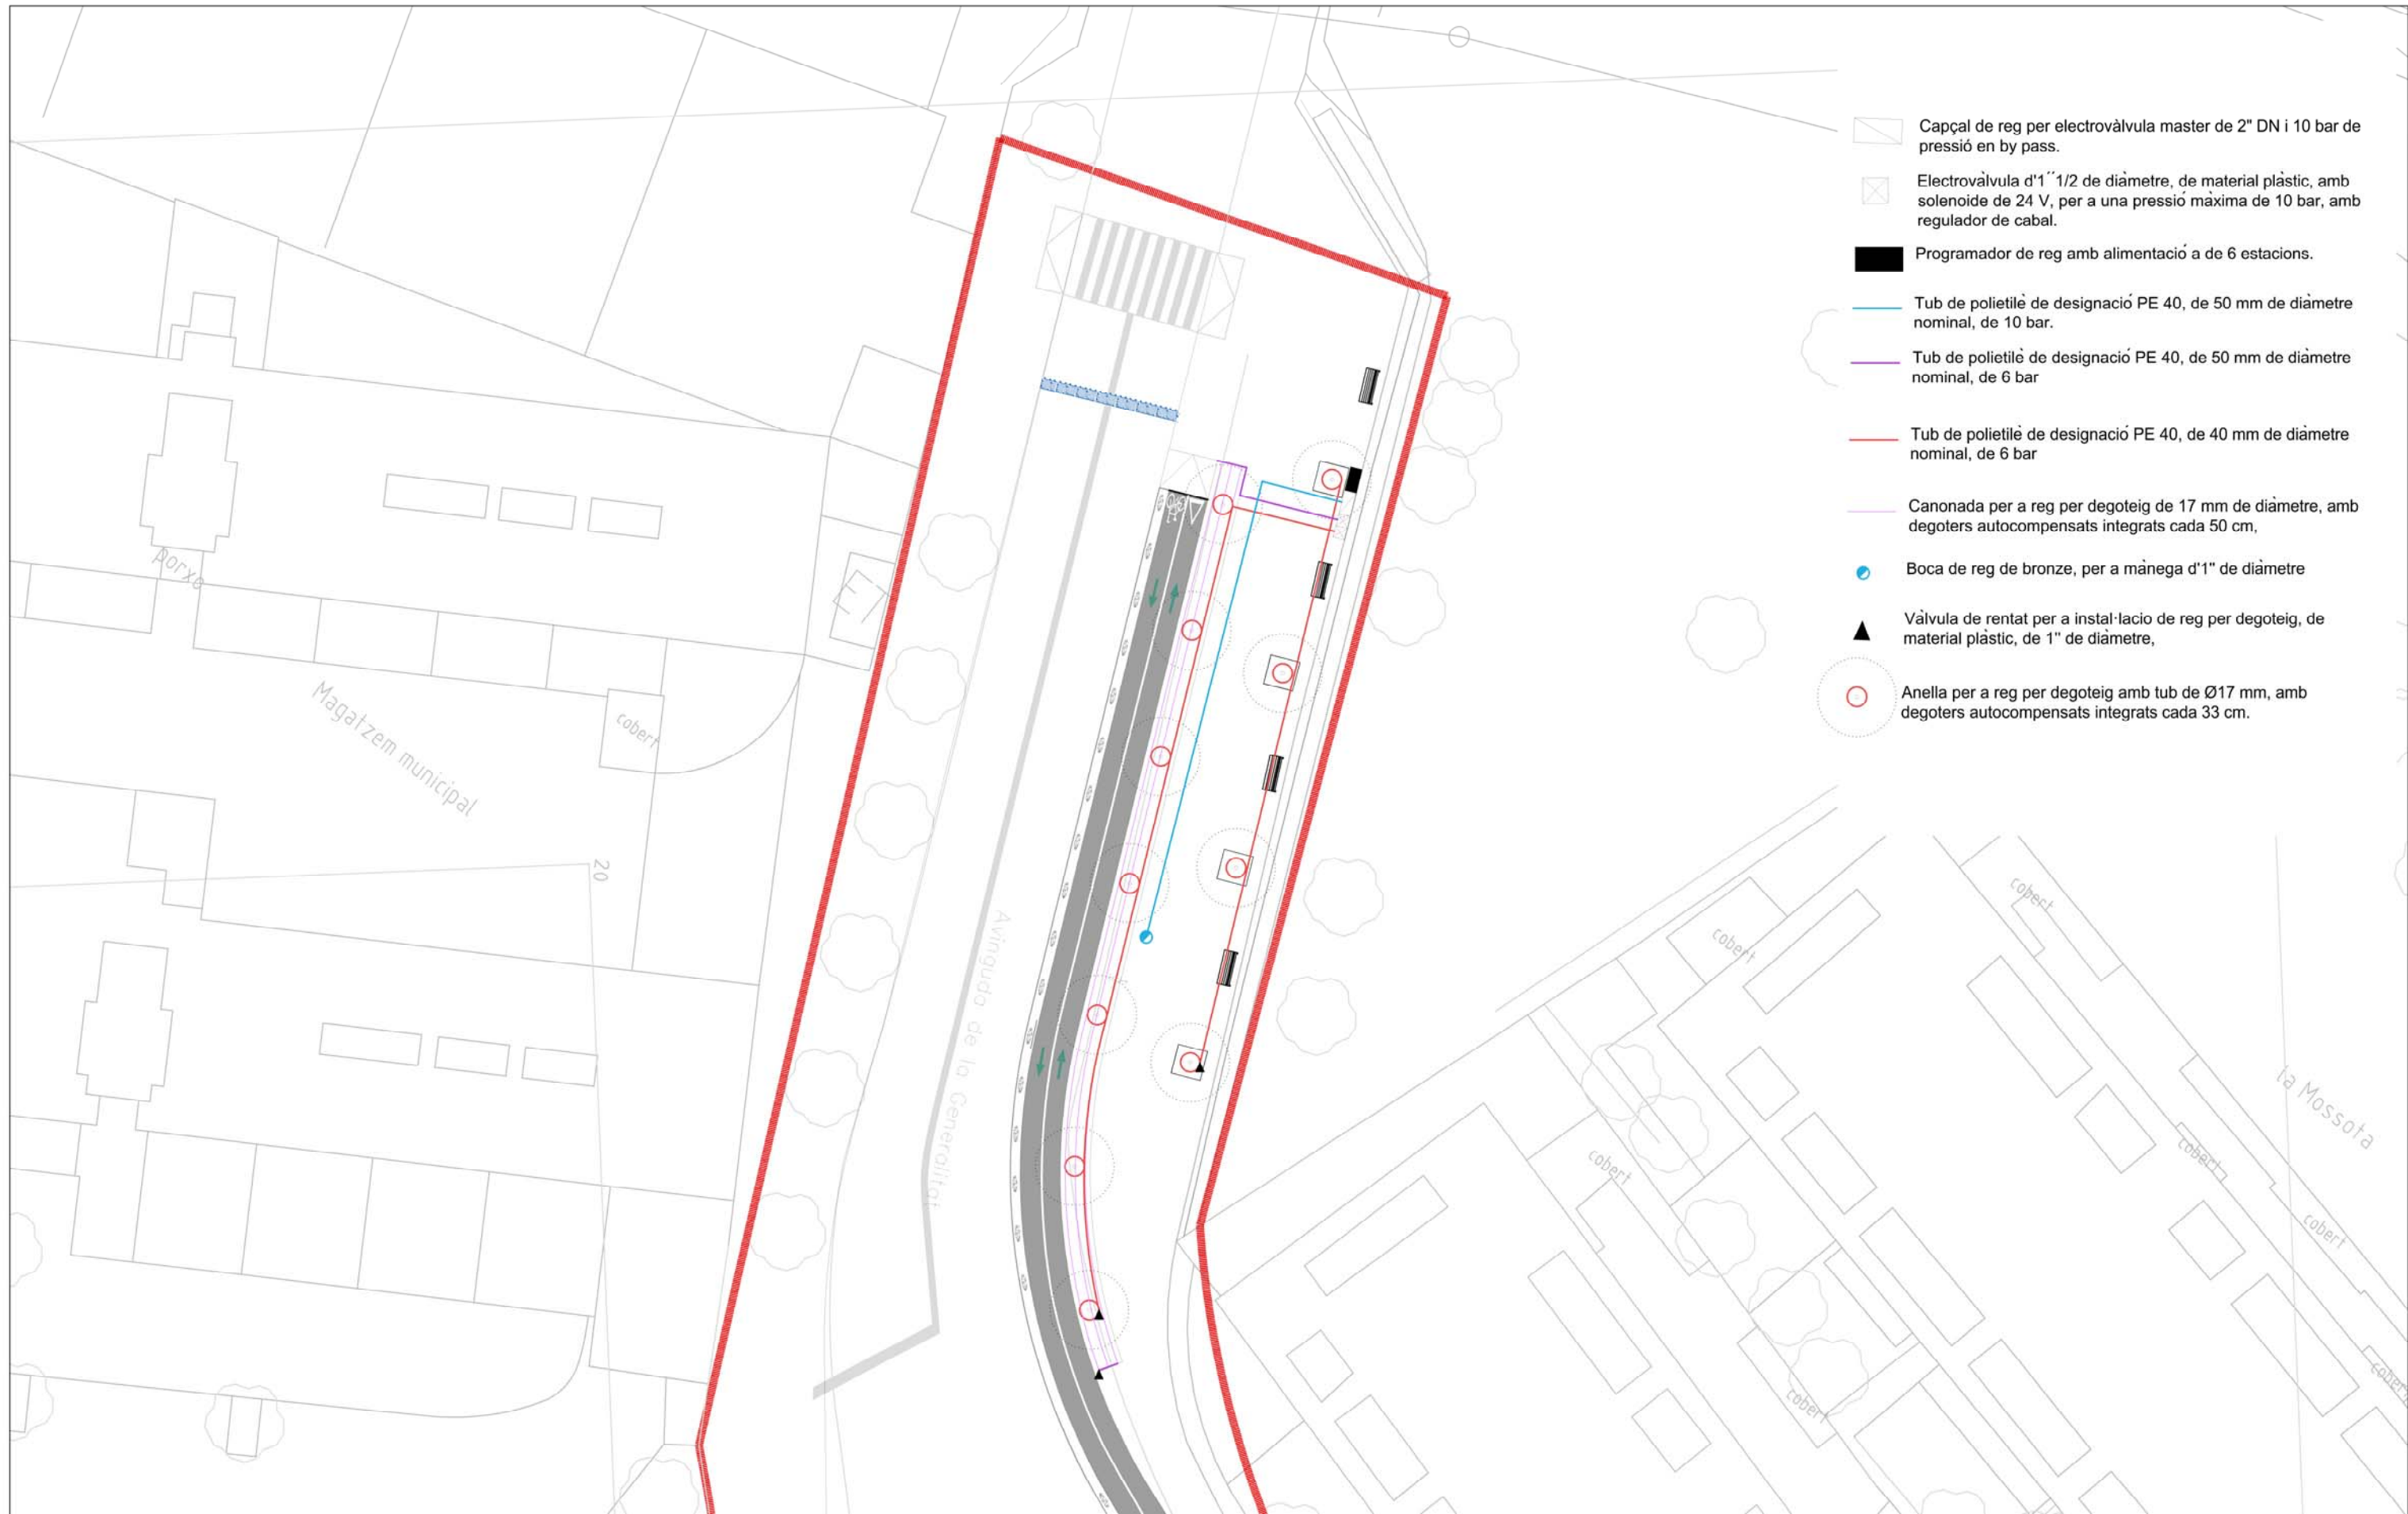 Capçal de reg per electrovàlvula master de 2" DN i 10 bar de
pressió en by pass.
Electrovàlvula d'1´´1/2 de diàmetre, de material plàstic, amb
solenoide de 24 V, per a una pressió màxima de 10 bar, amb
regulador de cabal.
Programador de reg amb alimentació a de 6 estacions.
Tub de polietilè de designació PE 40, de 50 mm de diàmetre
nominal, de 10 bar.
Tub de polietilè de designació PE 40, de 50 mm de diàmetre
nominal, de 6 bar
Tub de polietilè de designació PE 40, de 40 mm de diàmetre
nominal, de 6 bar
Canonada per a reg per degoteig de 17 mm de diàmetre, amb
degoters autocompensats integrats cada 50 cm,
Boca de reg de bronze, per a mànega d'1" de diàmetre
Vàlvula de rentat per a instal·lacio de reg per degoteig, de
material plàstic, de 1" de diàmetre,
Anella per a reg per degoteig amb tub de Ø17 mm, amb
degoters autocompensats integrats cada 33 cm.
porxo
ET
Magatzem municipal
cobert
20
Avinguda de la Generalitat
cobert
cobert
cobert
cobert
la Mossota
cobert
cobert
cobert